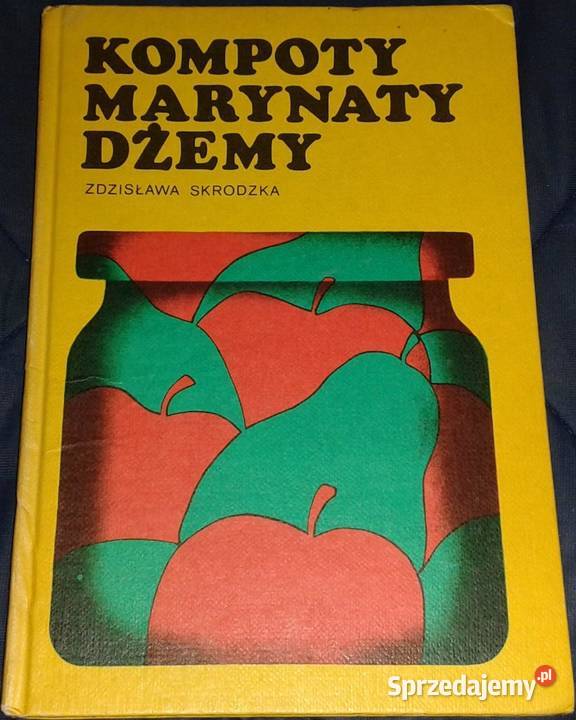 KOMPOTY
MARYNATY
DŻEMY
ZDZISŁAWA SKRODZKA
Sprzedajemy.pl